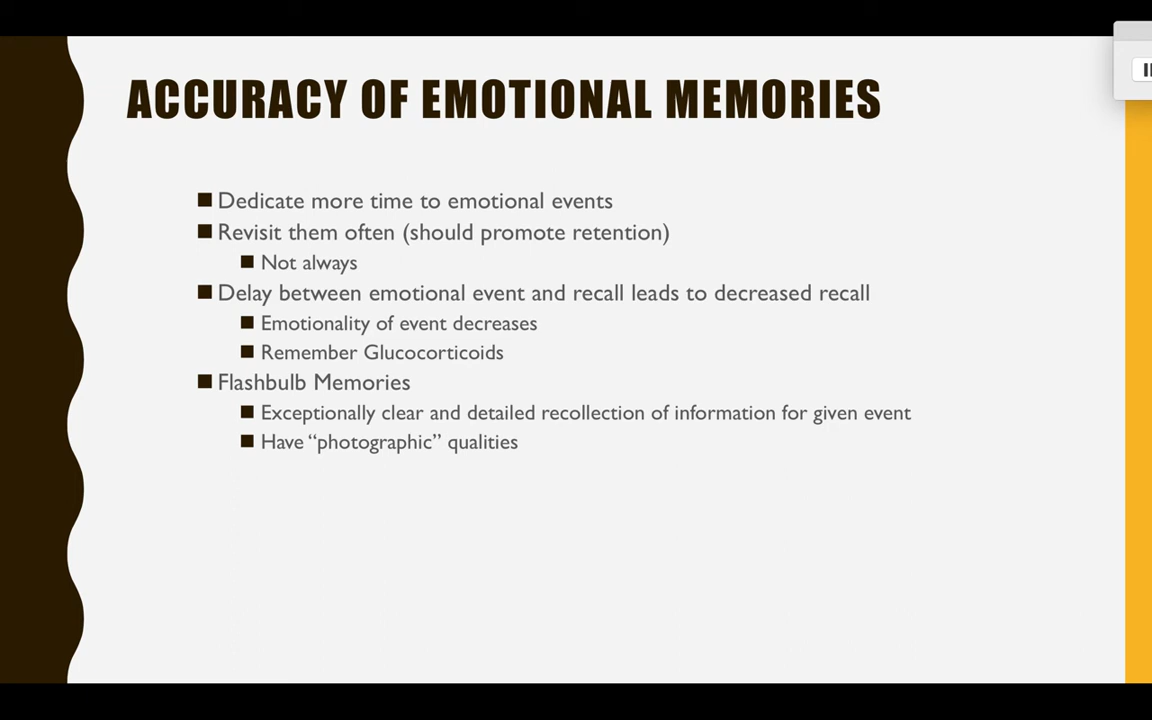 ACCURACY OF EMOTIONAL MEMORIES
Dedicate more time to emotional events
Revisit them often (should promote retention)
Not always
Delay between emotional event and recall leads to decreased recall
Emotionality of event decreases
Remember Glucocorticoids
Flashbulb Memories
Exceptionally clear and detailed recollection of information for given event
Have “photographic” qualities